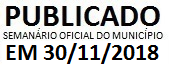 PUBLICADO
SEMANÁRIO OFICIAL DO MUNICÍPIO
EM 30/11/2018